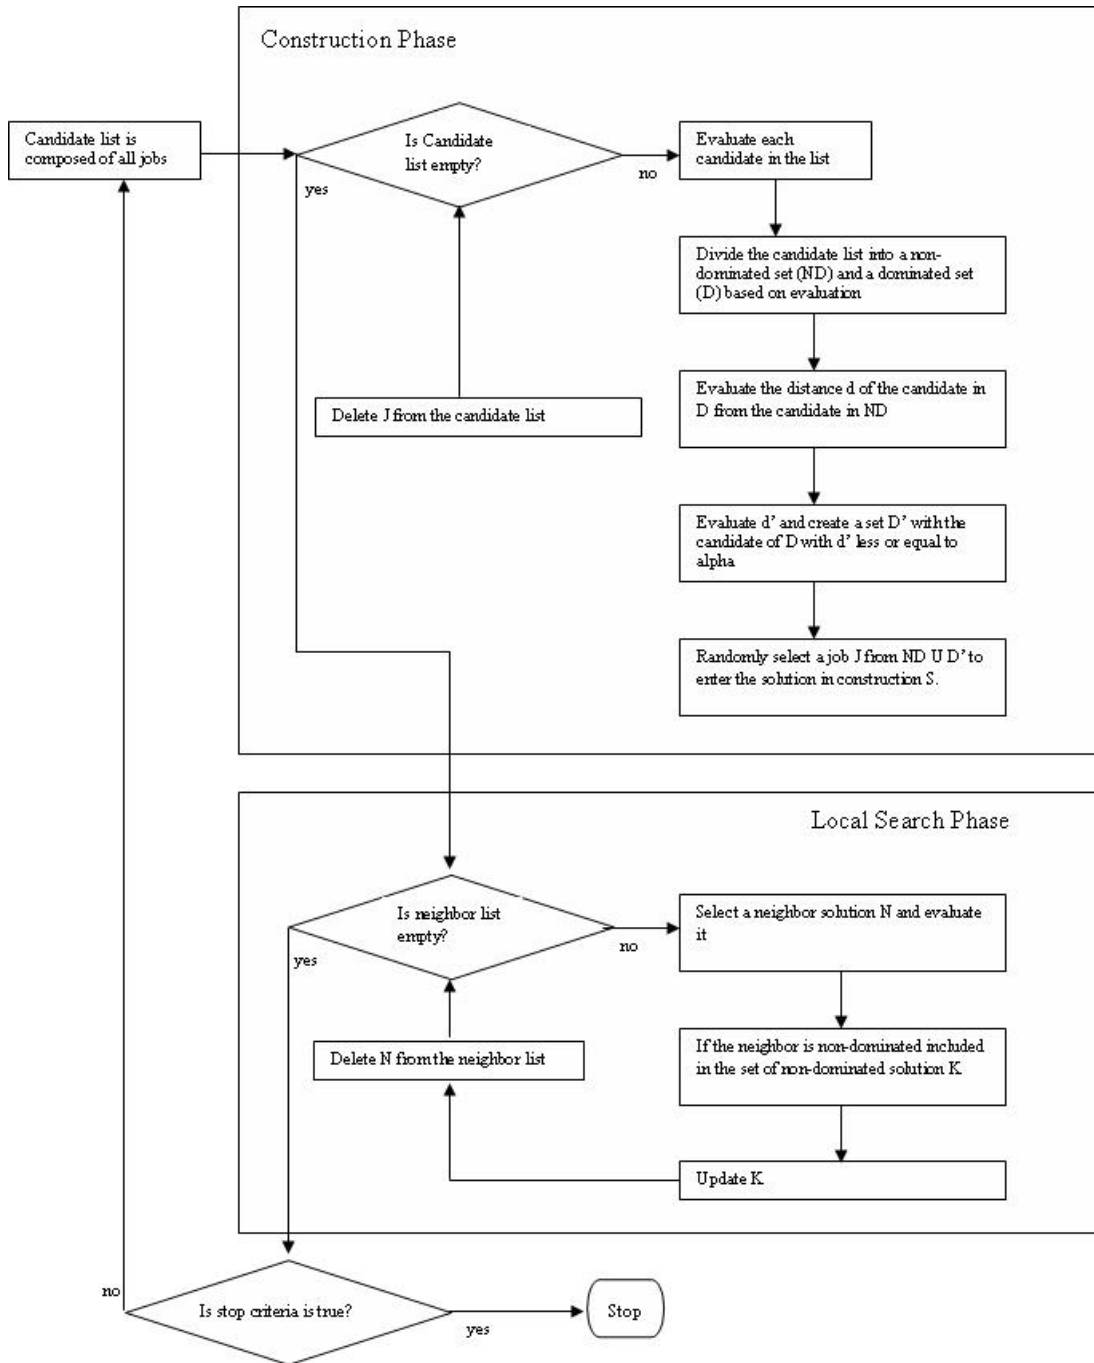 Construction Phase
Candidate list is
composed of all jobs
Is Candidate
list empty?
yes
no
Evaluate each
candidate in the list
Divide the candidate list into a non-
dominated set (ND) and a dominated set
(D) based on evaluation
Evaluate the distance d of the candidate in
D from the candidate in ND
Delete J from the candidate list
Evaluate d’ and create a set D’ with the
candidate of D with d’ less or equal to
alpha
Randomly select a job J from ND U D’ to
enter the solution in construction S.
Local Search Phase
Is neighbor list
empty?
yes
no
Select a neighbor solution N and evaluate
it
Delete N from the neighbor list
If the neighbor is non-dominated included
in the set of non-dominated solution K.
Update K.
no
Is stop criteria is true?
yes
Stop